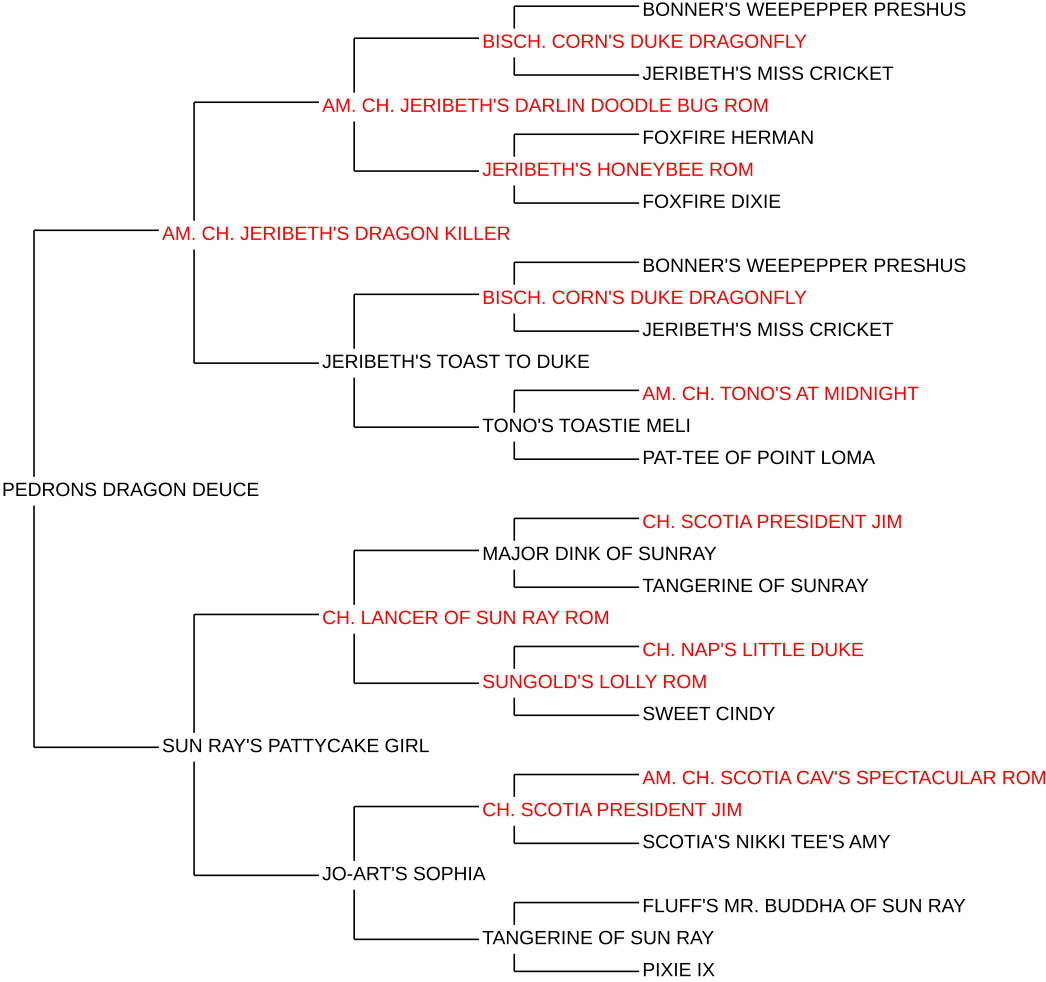 BONNER'S WEEPEPPER PRESHUS
BISCH. CORN'S DUKE DRAGONFLY
JERIBETH'S MISS CRICKET
AM. CH. JERIBETH'S DARLIN DOODLE BUG ROM
FOXFIRE HERMAN
JERIBETH'S HONEYBEE ROM
FOXFIRE DIXIE
AM. CH. JERIBETH'S DRAGON KILLER
BONNER'S WEEPEPPER PRESHUS
BISCH. CORN'S DUKE DRAGONFLY
JERIBETH'S MISS CRICKET
JERIBETH'S TOAST TO DUKE
AM. CH. TONO'S AT MIDNIGHT
TONO'S TOASTIE MELI
PAT-TEE OF POINT LOMA
PEDRONS DRAGON DEUCE
CH. SCOTIA PRESIDENT JIM
MAJOR DINK OF SUNRAY
TANGERINE OF SUNRAY
CH. LANCER OF SUN RAY ROM
CH. NAP'S LITTLE DUKE
SUNGOLD'S LOLLY ROM
SWEET CINDY
SUN RAY'S PATTYCAKE GIRL
AM. CH. SCOTIA CAV'S SPECTACULAR ROM
CH. SCOTIA PRESIDENT JIM
SCOTIA'S NIKKI TEE'S AMY
JO-ART'S SOPHIA
FLUFF'S MR. BUDDHA OF SUN RAY
TANGERINE OF SUN RAY
PIXIE IX